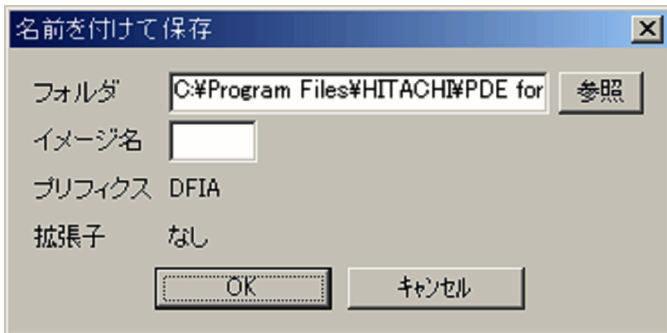 名前を付けて保存
フォルダ C:¥Program Files¥HITACHI¥PDE for 参照
イメージ名
プリフィクス DFIA
拡張子 なし
OK キャンセル